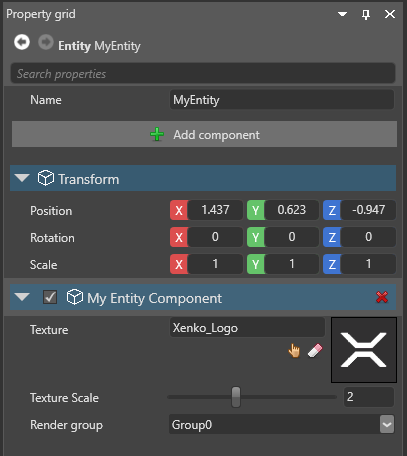 Property grid
Entity MyEntity
Search properties
Name MyEntity
Add component
Transform
Position X 1.437 Y 0.623 Z -0.947
Rotation X 0 Y 0 Z 0
Scale X 1 Y 1 Z 1
My Entity Component
Texture Xenko_Logo
Texture Scale 2
Render group Group0